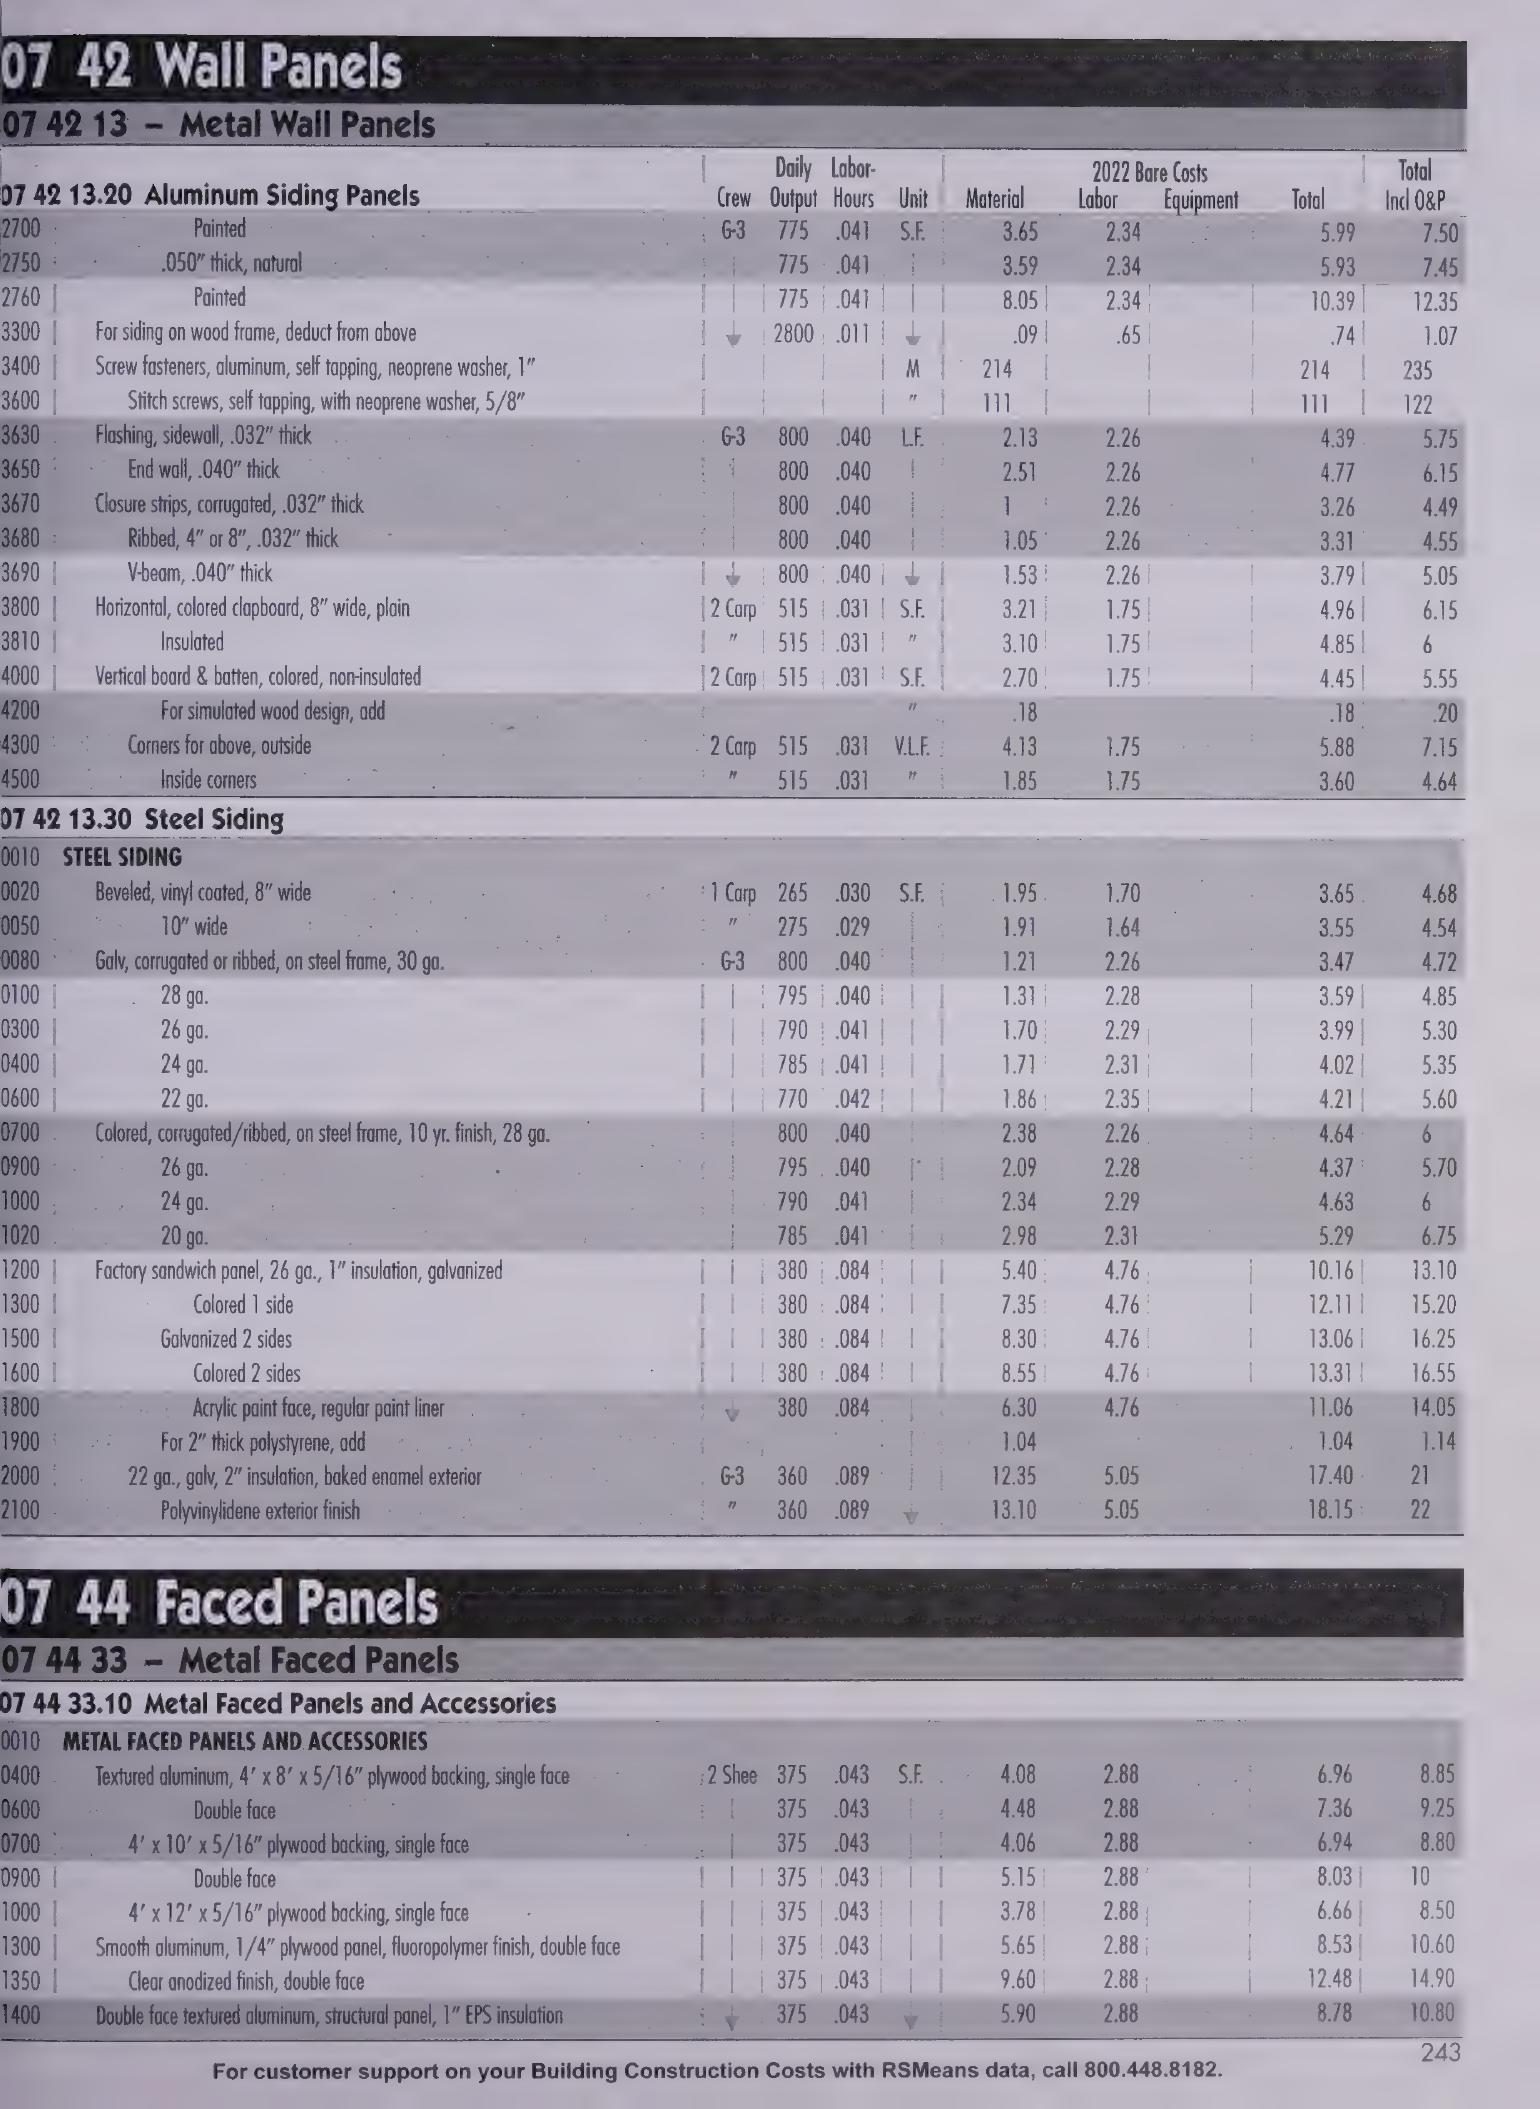 07 42 Wall Panels
07 42 13 – Metal Wall Panels
07 42 13.20 Aluminum Siding Panels Crew Daily Output Labor-Hours Unit Material 2022 Bare Costs Labor Equipment Total Total Incl O&P
2700 Painted G-3 775 .041 S.F. 3.65 2.34 5.99 7.50
2750 .050" thick, natural 775 .041 3.59 2.34 5.93 7.45
2760 Painted 775 .041 8.05 2.34 10.39 12.35
3300 For siding on wood frame, deduct from above 2800 .011 .09 .65 .74 1.07
3400 Screw fasteners, aluminum, self tapping, neoprene washer, 1" M 214 214 235
3600 Stitch screws, self tapping, with neoprene washer, 5/8" " 111 111 122
3630 Flashing, sidewall, .032" thick G-3 800 .040 L.F. 2.13 2.26 4.39 5.75
3650 End wall, .040" thick 800 .040 2.51 2.26 4.77 6.15
3670 Closure strips, corrugated, .032" thick 800 .040 1 2.26 3.26 4.49
3680 Ribbed, 4" or 8", .032" thick 800 .040 1.05 2.26 3.31 4.55
3690 V-beam, .040" thick 800 .040 1.53 2.26 3.79 5.05
3800 Horizontal, colored clapboard, 8" wide, plain 2 Carp 515 .031 S.F. 3.21 1.75 4.96 6.15
3810 Insulated " 515 .031 " 3.10 1.75 4.85 6
4000 Vertical board & batten, colored, non-insulated 2 Carp 515 .031 S.F. 2.70 1.75 4.45 5.55
4200 For simulated wood design, add " .18 .18 .20
4300 Corners for above, outside 2 Carp 515 .031 V.L.F. 4.13 1.75 5.88 7.15
4500 Inside corners " 515 .031 " 1.85 1.75 3.60 4.64
07 42 13.30 Steel Siding
0010 STEEL SIDING
0020 Beveled, vinyl coated, 8" wide 1 Carp 265 .030 S.F. 1.95 1.70 3.65 4.68
0050 10" wide " 275 .029 1.91 1.64 3.55 4.54
0080 Galv, corrugated or ribbed, on steel frame, 30 ga. G-3 800 .040 1.21 2.26 3.47 4.72
0100 28 ga. 795 .040 1.31 2.28 3.59 4.85
0300 26 ga. 790 .041 1.70 2.29 3.99 5.30
0400 24 ga. 785 .041 1.71 2.31 4.02 5.35
0600 22 ga. 770 .042 1.86 2.35 4.21 5.60
0700 Colored, corrugated/ribbed, on steel frame, 10 yr. finish, 28 ga. 800 .040 2.38 2.26 4.64 6
0900 26 ga. 795 .040 2.09 2.28 4.37 5.70
1000 24 ga. 790 .041 2.34 2.29 4.63 6
1020 20 ga. 785 .041 2.98 2.31 5.29 6.75
1200 Factory sandwich panel, 26 ga., 1" insulation, galvanized 380 .084 5.40 4.76 10.16 13.10
1300 Colored 1 side 380 .084 7.35 4.76 12.11 15.20
1500 Galvanized 2 sides 380 .084 8.30 4.76 13.06 16.25
1600 Colored 2 sides 380 .084 8.55 4.76 13.31 16.55
1800 Acrylic paint face, regular paint liner 380 .084 6.30 4.76 11.06 14.05
1900 For 2" thick polystyrene, add 1.04 1.04 1.14
2000 22 ga., galv, 2" insulation, baked enamel exterior G-3 360 .089 12.35 5.05 17.40 21
2100 Polyvinylidene exterior finish " 360 .089 13.10 5.05 18.15 22
07 44 Faced Panels
07 44 33 – Metal Faced Panels
07 44 33.10 Metal Faced Panels and Accessories
0010 METAL FACED PANELS AND ACCESSORIES
0400 Textured aluminum, 4' x 8' x 5/16" plywood backing, single face 2 Shee 375 .043 S.F. 4.08 2.88 6.96 8.85
0600 Double face 375 .043 4.48 2.88 7.36 9.25
0700 4' x 10' x 5/16" plywood backing, single face 375 .043 4.06 2.88 6.94 8.80
0900 Double face 375 .043 5.15 2.88 8.03 10
1000 4' x 12' x 5/16" plywood backing, single face 375 .043 3.78 2.88 6.66 8.50
1300 Smooth aluminum, 1/4" plywood panel, fluoropolymer finish, double face 375 .043 5.65 2.88 8.53 10.60
1350 Clear anodized finish, double face 375 .043 9.60 2.88 12.48 14.90
1400 Double face textured aluminum, structural panel, 1" EPS insulation 375 .043 5.90 2.88 8.78 10.80
For customer support on your Building Construction Costs with RSMeans data, call 800.448.8182.
243